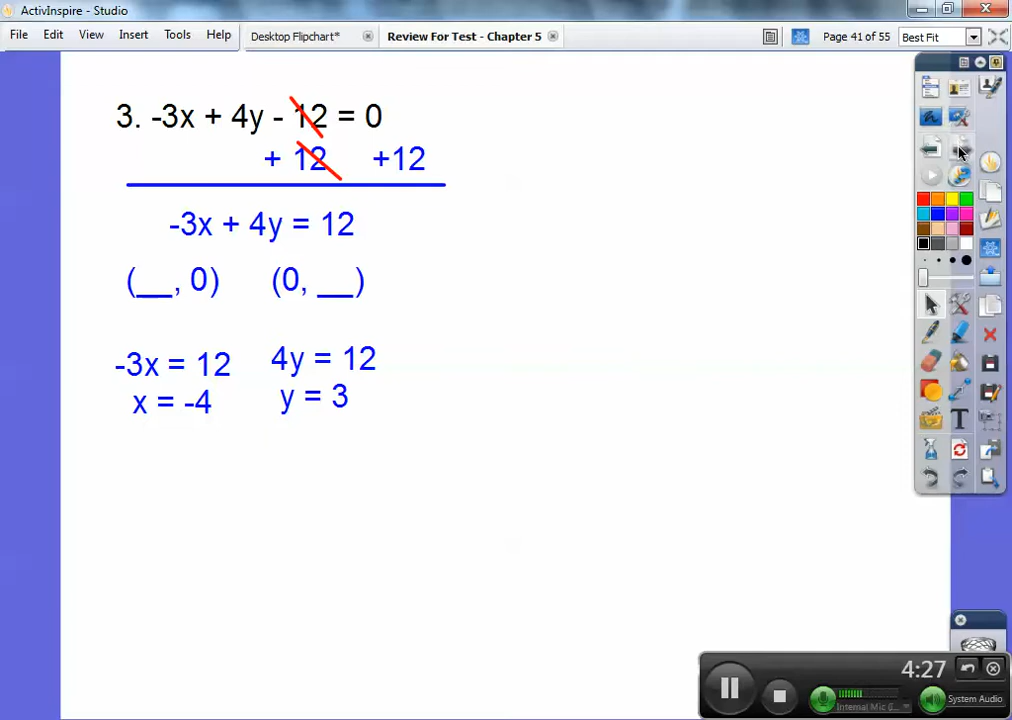 ActivInspire - Studio
File Edit View Insert Tools Help
Desktop Flipchart* Review For Test - Chapter 5 Page 41 of 55 Best Fit
3. -3x + 4y - 12 = 0
+ 12 +12
-3x + 4y = 12
(__, 0) (0, __)
-3x = 12 4y = 12
x = -4 y = 3
4:27
Internal Mic (I... System Audio